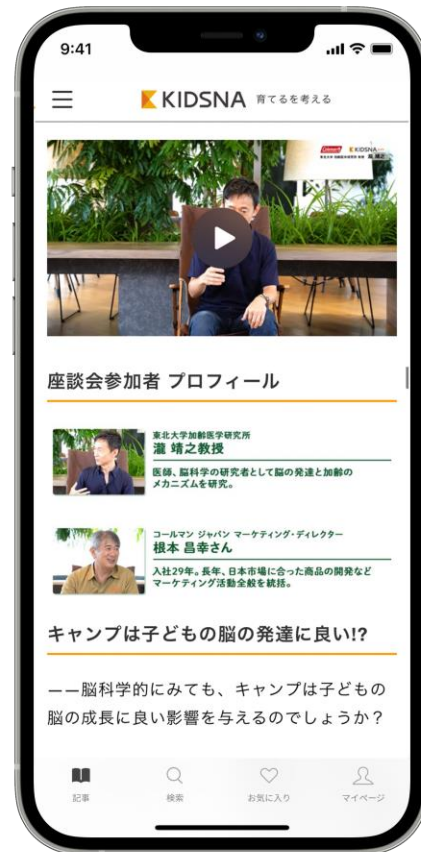 9:41
KIDSNA 育てるを考える
Coleman KIDSNA
座談会参加者 プロフィール
東北大学加齢医学研究所
瀧 靖之教授
医師、脳科学の研究者として脳の発達と加齢の
メカニズムを研究。
コールマン ジャパン マーケティング・ディレクター
根本 昌幸さん
入社29年。長年、日本市場に合った商品の開発など
マーケティング活動全般を統括。
キャンプは子どもの脳の発達に良い!?
——脳科学的にみても、キャンプは子どもの
脳の成長に良い影響を与えるのでしょうか？
記事
検索
お気に入り
マイページ